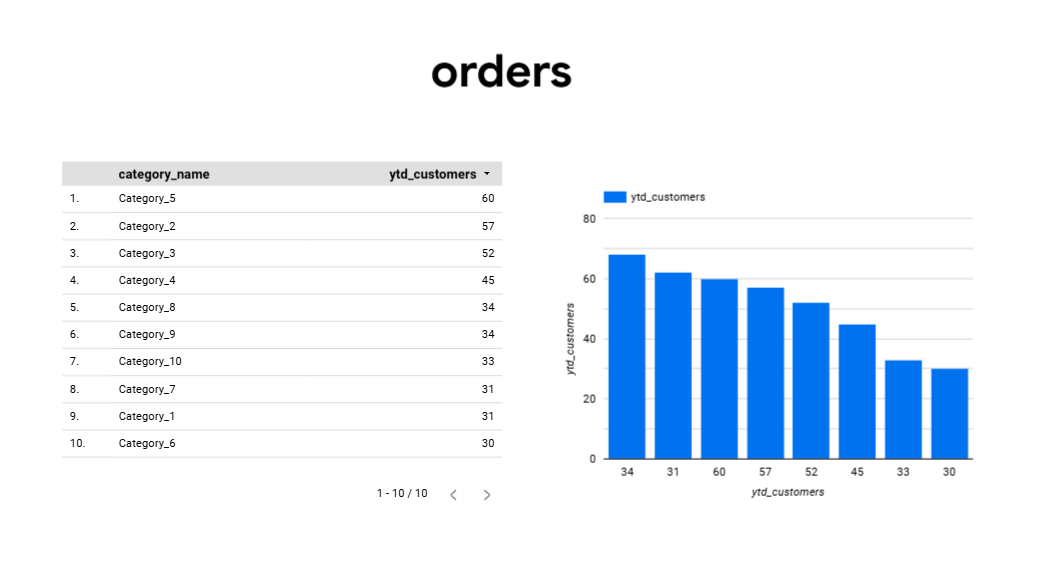 orders
category_name ytd_customers
1. Category_5 60
2. Category_2 57
3. Category_3 52
4. Category_4 45
5. Category_8 34
6. Category_9 34
7. Category_10 33
8. Category_7 31
9. Category_1 31
10. Category_6 30
1 - 10 / 10
ytd_customers
80
60
40
20
0
ytd_customers
34 31 60 57 52 45 33 30
ytd_customers